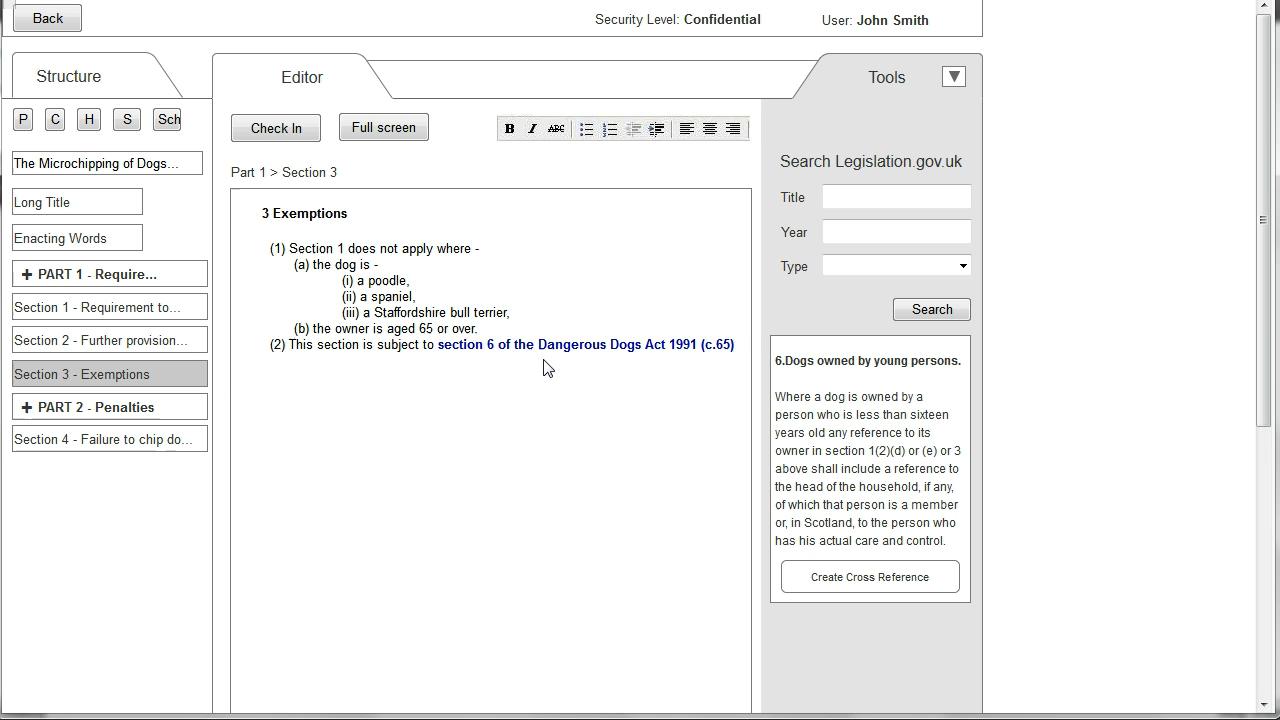 Back
Security Level: Confidential
User: John Smith
Structure
Editor
Tools
P
C
H
S
Sch
Check In
Full screen
B
I
ABC
The Microchipping of Dogs...
Long Title
Enacting Words
PART 1 - Require...
Section 1 - Requirement to...
Section 2 - Further provision...
Section 3 - Exemptions
PART 2 - Penalties
Section 4 - Failure to chip do...
Part 1 > Section 3
3 Exemptions
(1) Section 1 does not apply where -
(a) the dog is -
(i) a poodle,
(ii) a spaniel,
(iii) a Staffordshire bull terrier,
(b) the owner is aged 65 or over.
(2) This section is subject to section 6 of the Dangerous Dogs Act 1991 (c.65)
Search Legislation.gov.uk
Title
Year
Type
Search
6.Dogs owned by young persons.
Where a dog is owned by a
person who is less than sixteen
years old any reference to its
owner in section 1(2)(d) or (e) or 3
above shall include a reference to
the head of the household, if any,
of which that person is a member
or, in Scotland, to the person who
has his actual care and control.
Create Cross Reference